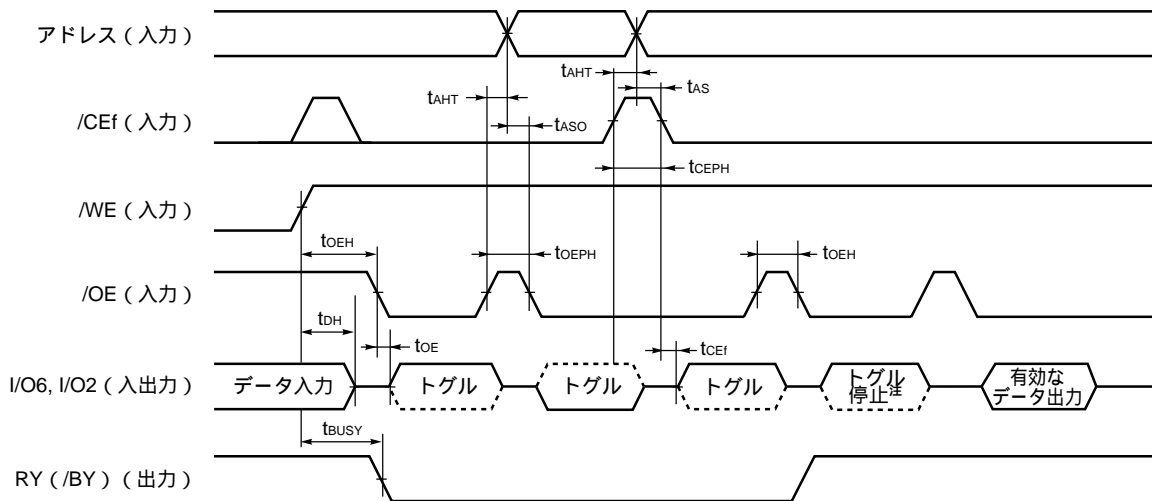 アドレス（入力）
tAHT
tAS
tAHT
/CEf（入力）
tASO
tCEPH
/WE（入力）
tOEH
tOEPH
tOEH
/OE（入力）
tDH
tOE
tCEf
I/O6, I/O2（入出力）
データ入力
トグル
トグル
トグル
トグル
停止注
有効な
データ出力
tBUSY
RY（/BY）（出力）